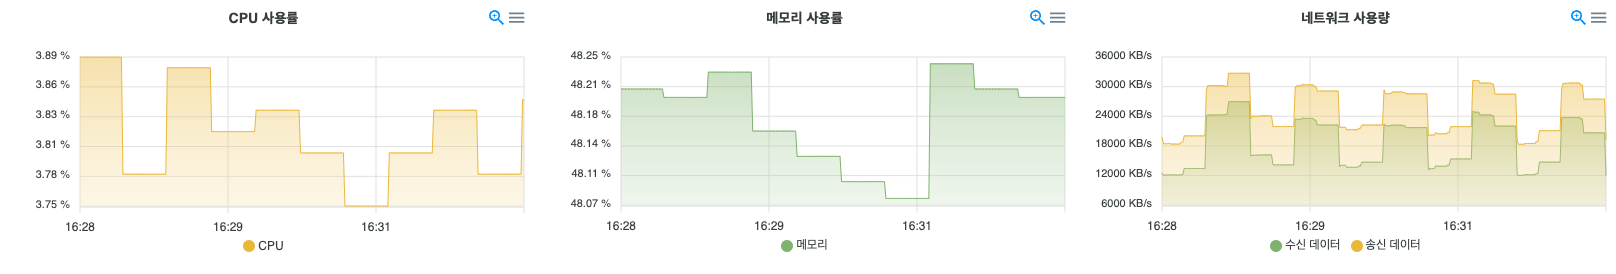 CPU 사용률
3.89 %
3.86 %
3.83 %
3.81 %
3.78 %
3.75 %
16:28
16:29
16:31
CPU
메모리 사용률
48.25 %
48.21 %
48.18 %
48.14 %
48.11 %
48.07 %
16:28
16:29
16:31
메모리
네트워크 사용량
36000 KB/s
30000 KB/s
24000 KB/s
18000 KB/s
12000 KB/s
6000 KB/s
16:28
16:29
16:31
수신 데이터 송신 데이터